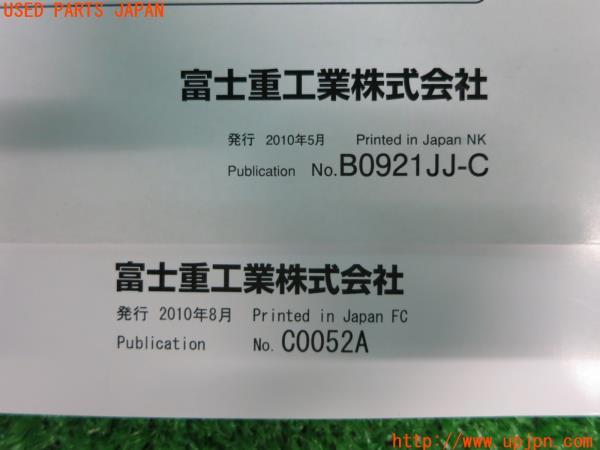 USED PARTS JAPAN
富士重工業株式会社
発行 2010年5月 Printed in Japan NK
Publication No.B0921JJ-C
富士重工業株式会社
発行 2010年8月 Printed in Japan FC
Publication No. C0052A
http://www.upjpn.com/